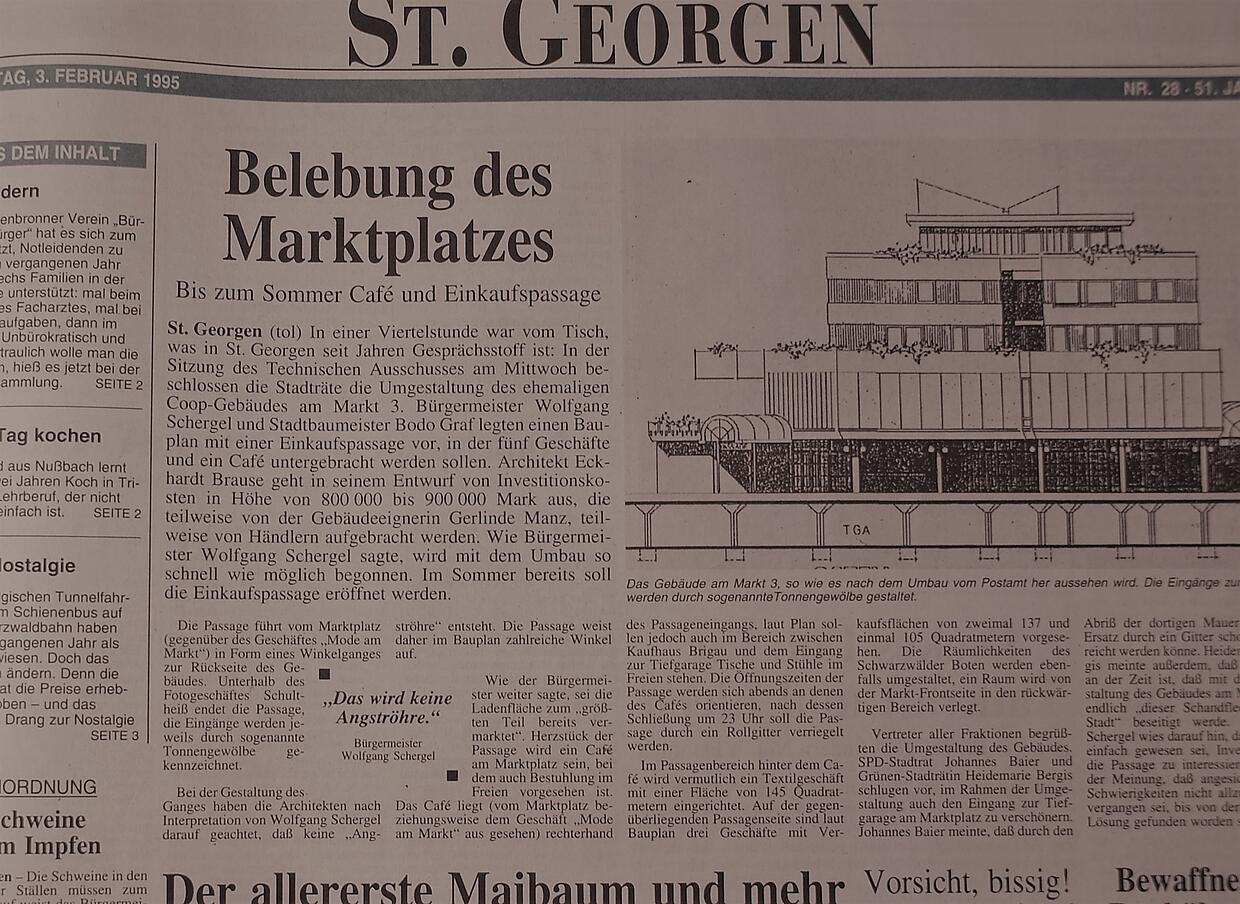 ST. GEORGEN
TAG, 3. FEBRUAR 1995
NR. 28 · 51. JA
S DEM INHALT
dern
enbronner Verein „Bür-
ürger“ hat es sich zum
tzt, Notleidenden zu
vergangenen Jahr
echs Familien in der
e unterstützt: mal beim
es Facharztes, mal bei
aufgaben, dann im
Unbürokratisch und
traulich wolle man die
n, hieß es jetzt bei der
ammlung. SEITE 2
Tag kochen
d aus Nußbach lernt
ei Jahren Koch in Tri-
Lehrberuf, der nicht
einfach ist. SEITE 2
lostalgie
lgischen Tunnelfahr-
m Schienenbus auf
rzwaldbahn haben
gangenen Jahr als
wiesen. Doch das
ändern. Denn die
at die Preise erheb-
oben – und das
Drang zur Nostalgie
SEITE 3
IORDNUNG
chweine
m Impfen
en – Die Schweine in den
r Ställen müssen zum
Belebung des
Marktplatzes
Bis zum Sommer Café und Einkaufspassage
St. Georgen (tol) In einer Viertelstunde war vom Tisch,
was in St. Georgen seit Jahren Gesprächsstoff ist: In der
Sitzung des Technischen Ausschusses am Mittwoch be-
schlossen die Stadträte die Umgestaltung des ehemaligen
Coop-Gebäudes am Markt 3. Bürgermeister Wolfgang
Schergel und Stadtbaumeister Bodo Graf legten einen Bau-
plan mit einer Einkaufspassage vor, in der fünf Geschäfte
und ein Café untergebracht werden sollen. Architekt Eck-
hardt Brause geht in seinem Entwurf von Investitionsko-
sten in Höhe von 800 000 bis 900 000 Mark aus, die
teilweise von der Gebäudeeignerin Gerlinde Manz, teil-
weise von Händlern aufgebracht werden. Wie Bürgermei-
ster Wolfgang Schergel sagte, wird mit dem Umbau so
schnell wie möglich begonnen. Im Sommer bereits soll
die Einkaufspassage eröffnet werden.
TGA
Das Gebäude am Markt 3, so wie es nach dem Umbau vom Postamt her aussehen wird. Die Eingänge zur
werden durch sogenannte Tonnengewölbe gestaltet.
Die Passage führt vom Marktplatz
(gegenüber des Geschäftes „Mode am
Markt“) in Form eines Winkelganges
zur Rückseite des Ge-
bäudes. Unterhalb des
Fotogeschäftes Schult-
heiß endet die Passage,
die Eingänge werden je-
weils durch sogenannte
Tonnengewölbe ge-
kennzeichnet.
Bei der Gestaltung des
Ganges haben die Architekten nach
Interpretation von Wolfgang Schergel
darauf geachtet, daß keine „Ang-
„Das wird keine
Angströhre.“
Bürgermeister
Wolfgang Schergel
ströhre“ entsteht. Die Passage weist
daher im Bauplan zahlreiche Winkel
auf.
Wie der Bürgermei-
ster weiter sagte, sei die
Ladenfläche zum „größ-
ten Teil bereits ver-
marktet“. Herzstück der
Passage wird ein Café
am Marktplatz sein, bei
dem auch Bestuhlung im
Freien vorgesehen ist.
Das Café liegt (vom Marktplatz be-
ziehungsweise dem Geschäft „Mode
am Markt“ aus gesehen) rechterhand
des Passageneingangs, laut Plan sol-
len jedoch auch im Bereich zwischen
Kaufhaus Brigau und dem Eingang
zur Tiefgarage Tische und Stühle im
Freien stehen. Die Öffnungszeiten der
Passage werden sich abends an denen
des Cafés orientieren, nach dessen
Schließung um 23 Uhr soll die Pas-
sage durch ein Rollgitter verriegelt
werden.
Im Passagenbereich hinter dem Ca-
fé wird vermutlich ein Textilgeschäft
mit einer Fläche von 145 Quadrat-
metern eingerichtet. Auf der gegen-
überliegenden Passagenseite sind laut
Bauplan drei Geschäfte mit Ver-
kaufsflächen von zweimal 137 und
einmal 105 Quadratmetern vorgese-
hen. Die Räumlichkeiten des
Schwarzwälder Boten werden eben-
falls umgestaltet, ein Raum wird von
der Markt-Frontseite in den rückwär-
tigen Bereich verlegt.
Vertreter aller Fraktionen begrüß-
ten die Umgestaltung des Gebäudes.
SPD-Stadtrat Johannes Baier und
Grünen-Stadträtin Heidemarie Bergis
schlugen vor, im Rahmen der Umge-
staltung auch den Eingang zur Tief-
garage am Marktplatz zu verschönern.
Johannes Baier meinte, daß durch den
Abriß der dortigen Mauer
Ersatz durch ein Gitter sch
reicht werden könne. Heide
gis meinte außerdem, daß
an der Zeit ist, daß mit d
staltung des Gebäudes am M
endlich „dieser Schandfle
Stadt“ beseitigt werde.
Schergel wies darauf hin, d
einfach gewesen sei, Inve
die Passage zu interessier
der Meinung, daß angesic
Schwierigkeiten nicht allz
vergangen sei, bis von der
Lösung gefunden worden s
Der allererste Maibaum und mehr
Vorsicht, bissig!
Bewaffne